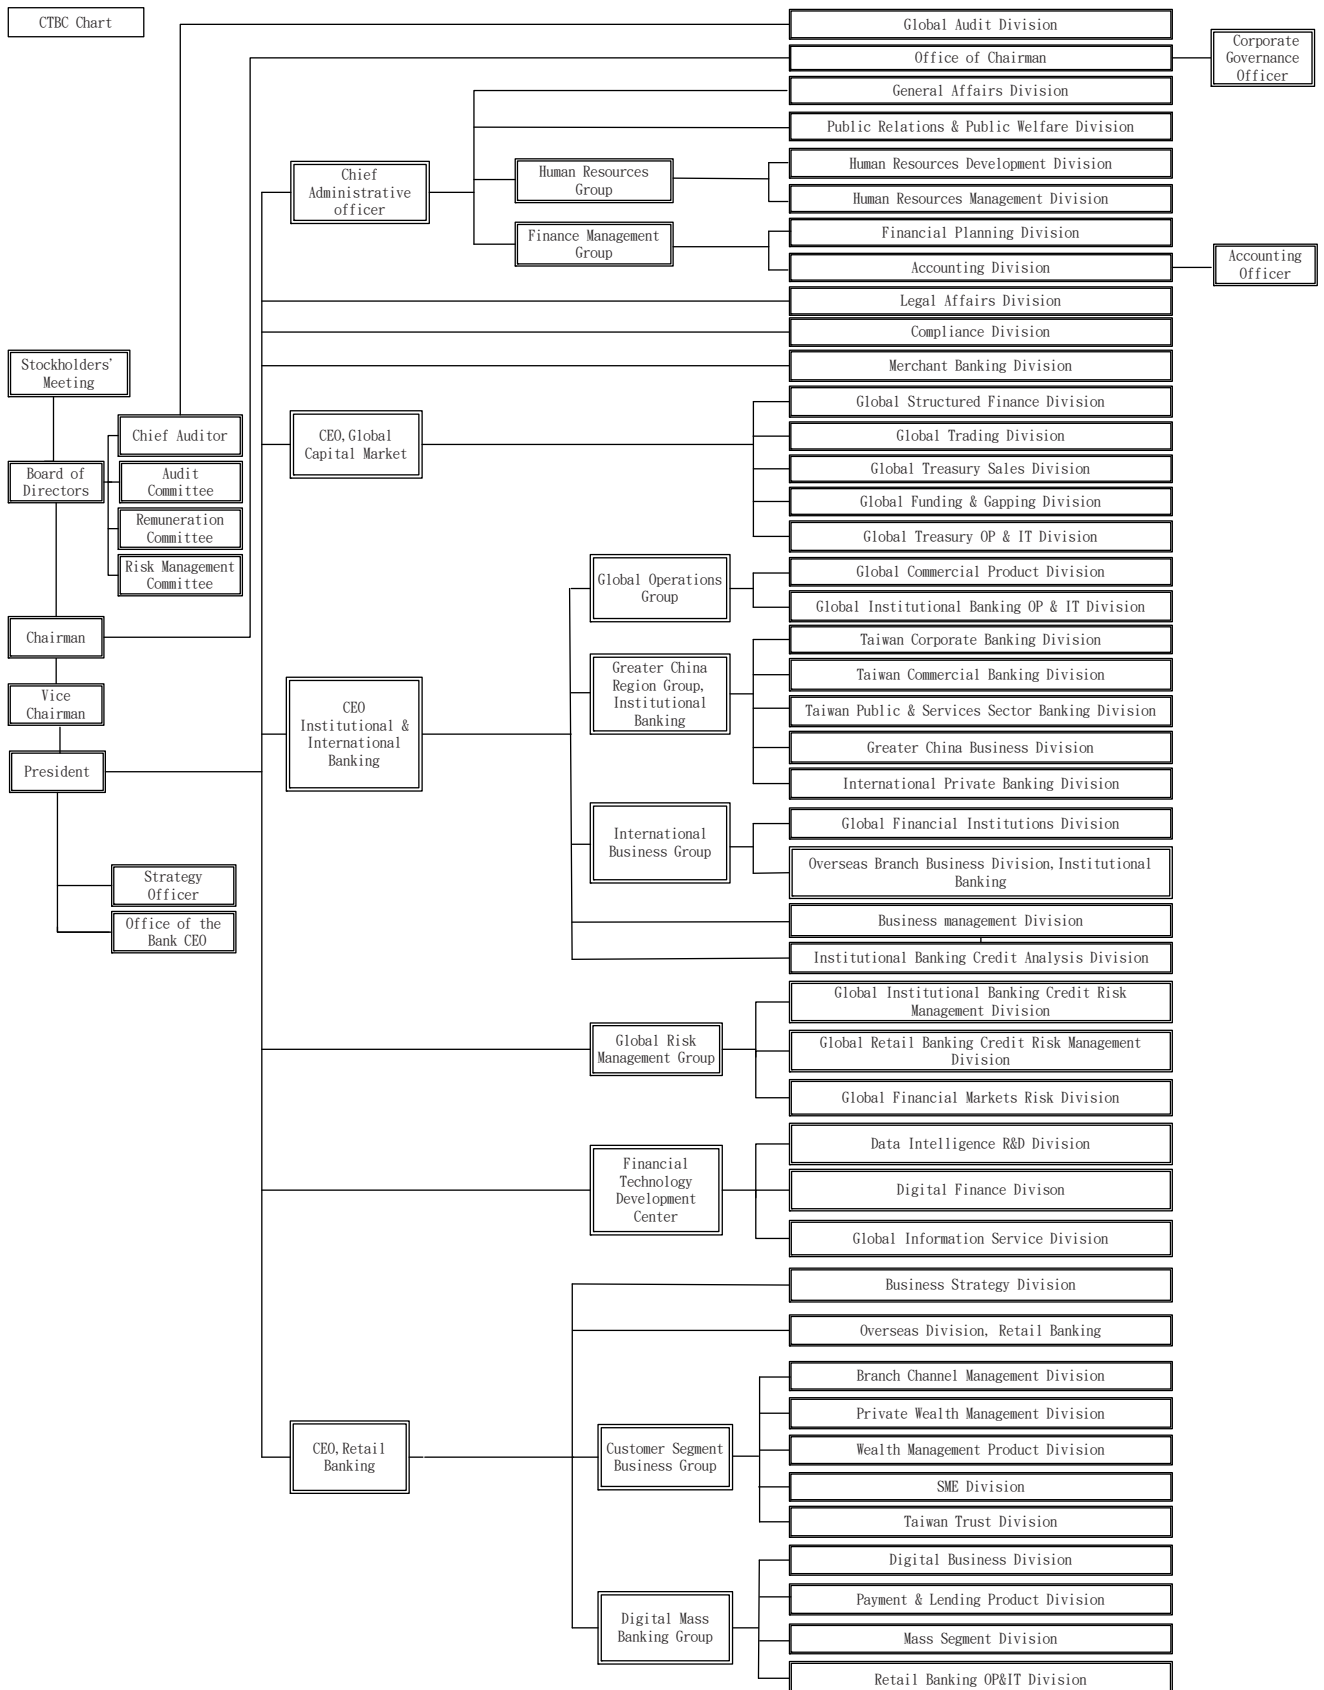 CTBC Chart
Global Audit Division
Office of Chairman
Corporate
Governance
Officer
General Affairs Division
Public Relations & Public Welfare Division
Chief
Administrative
officer
Human Resources
Group
Human Resources Development Division
Human Resources Management Division
Finance Management
Group
Financial Planning Division
Accounting Division
Accounting
Officer
Legal Affairs Division
Compliance Division
Merchant Banking Division
Stockholders'
Meeting
Board of
Directors
Chief Auditor
Audit
Committee
Remuneration
Committee
Risk Management
Committee
Chairman
Vice
Chairman
President
Strategy
Officer
Office of the
Bank CEO
CEO,Global
Capital Market
Global Structured Finance Division
Global Trading Division
Global Treasury Sales Division
Global Funding & Gapping Division
Global Treasury OP & IT Division
CEO
Institutional &
International
Banking
Global Operations
Group
Global Commercial Product Division
Global Institutional Banking OP & IT Division
Greater China
Region Group,
Institutional
Banking
Taiwan Corporate Banking Division
Taiwan Commercial Banking Division
Taiwan Public & Services Sector Banking Division
Greater China Business Division
International Private Banking Division
International
Business Group
Global Financial Institutions Division
Overseas Branch Business Division,Institutional
Banking
Business management Division
Institutional Banking Credit Analysis Division
Global Risk
Management Group
Global Institutional Banking Credit Risk
Management Division
Global Retail Banking Credit Risk Management
Division
Global Financial Markets Risk Division
Financial
Technology
Development
Center
Data Intelligence R&D Division
Digital Finance Divison
Global Information Service Division
CEO,Retail
Banking
Business Strategy Division
Overseas Division, Retail Banking
Customer Segment
Business Group
Branch Channel Management Division
Private Wealth Management Division
Wealth Management Product Division
SME Division
Taiwan Trust Division
Digital Mass
Banking Group
Digital Business Division
Payment & Lending Product Division
Mass Segment Division
Retail Banking OP&IT Division